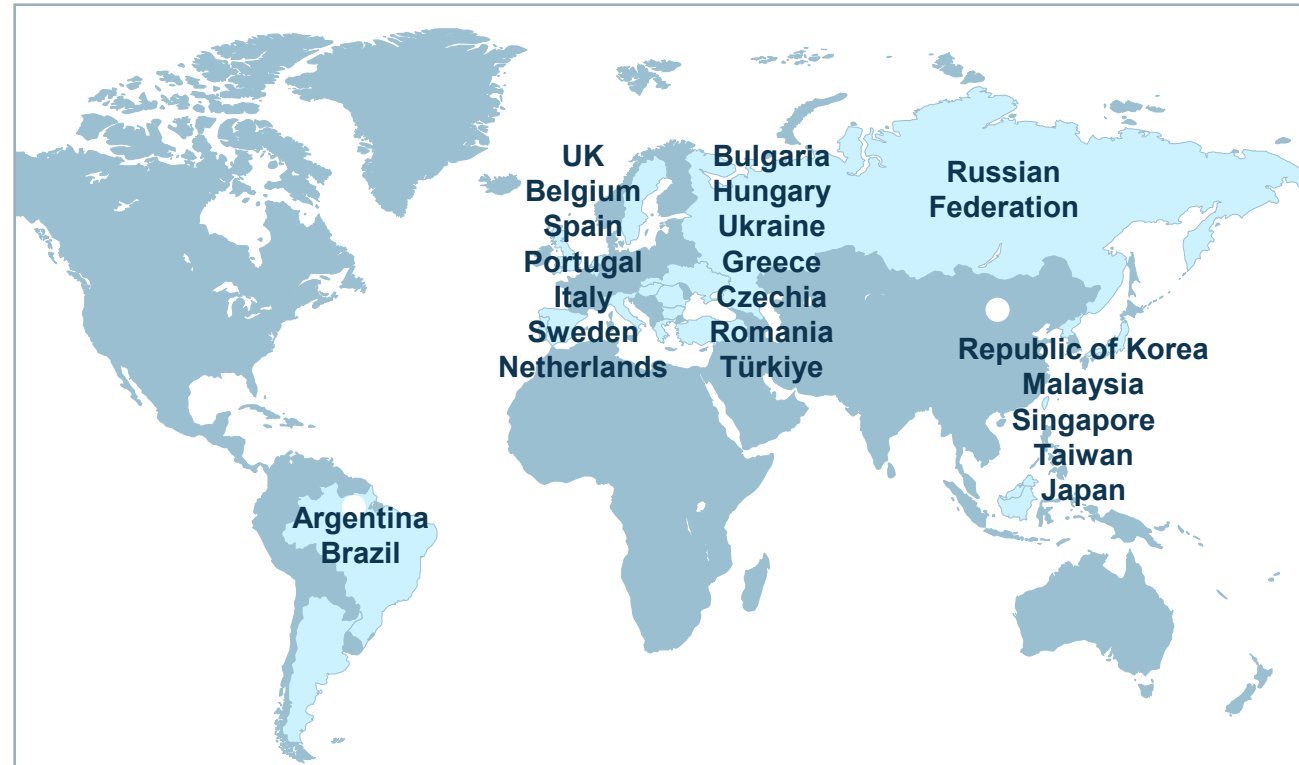 UK
Belgium
Spain
Portugal
Italy
Sweden
Netherlands
Bulgaria
Hungary
Ukraine
Greece
Czechia
Romania
Türkiye
Russian
Federation
Republic of Korea
Malaysia
Singapore
Taiwan
Japan
Argentina
Brazil